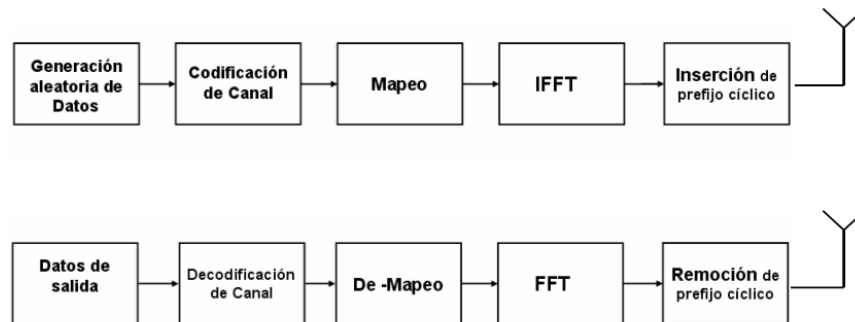 Generación
aleatoria de
Datos
Codificación
de Canal
Mapeo
IFFT
Inserción de
prefijo cíclico
Datos de
salida
Decodificación
de Canal
De -Mapeo
FFT
Remoción de
prefijo cíclico